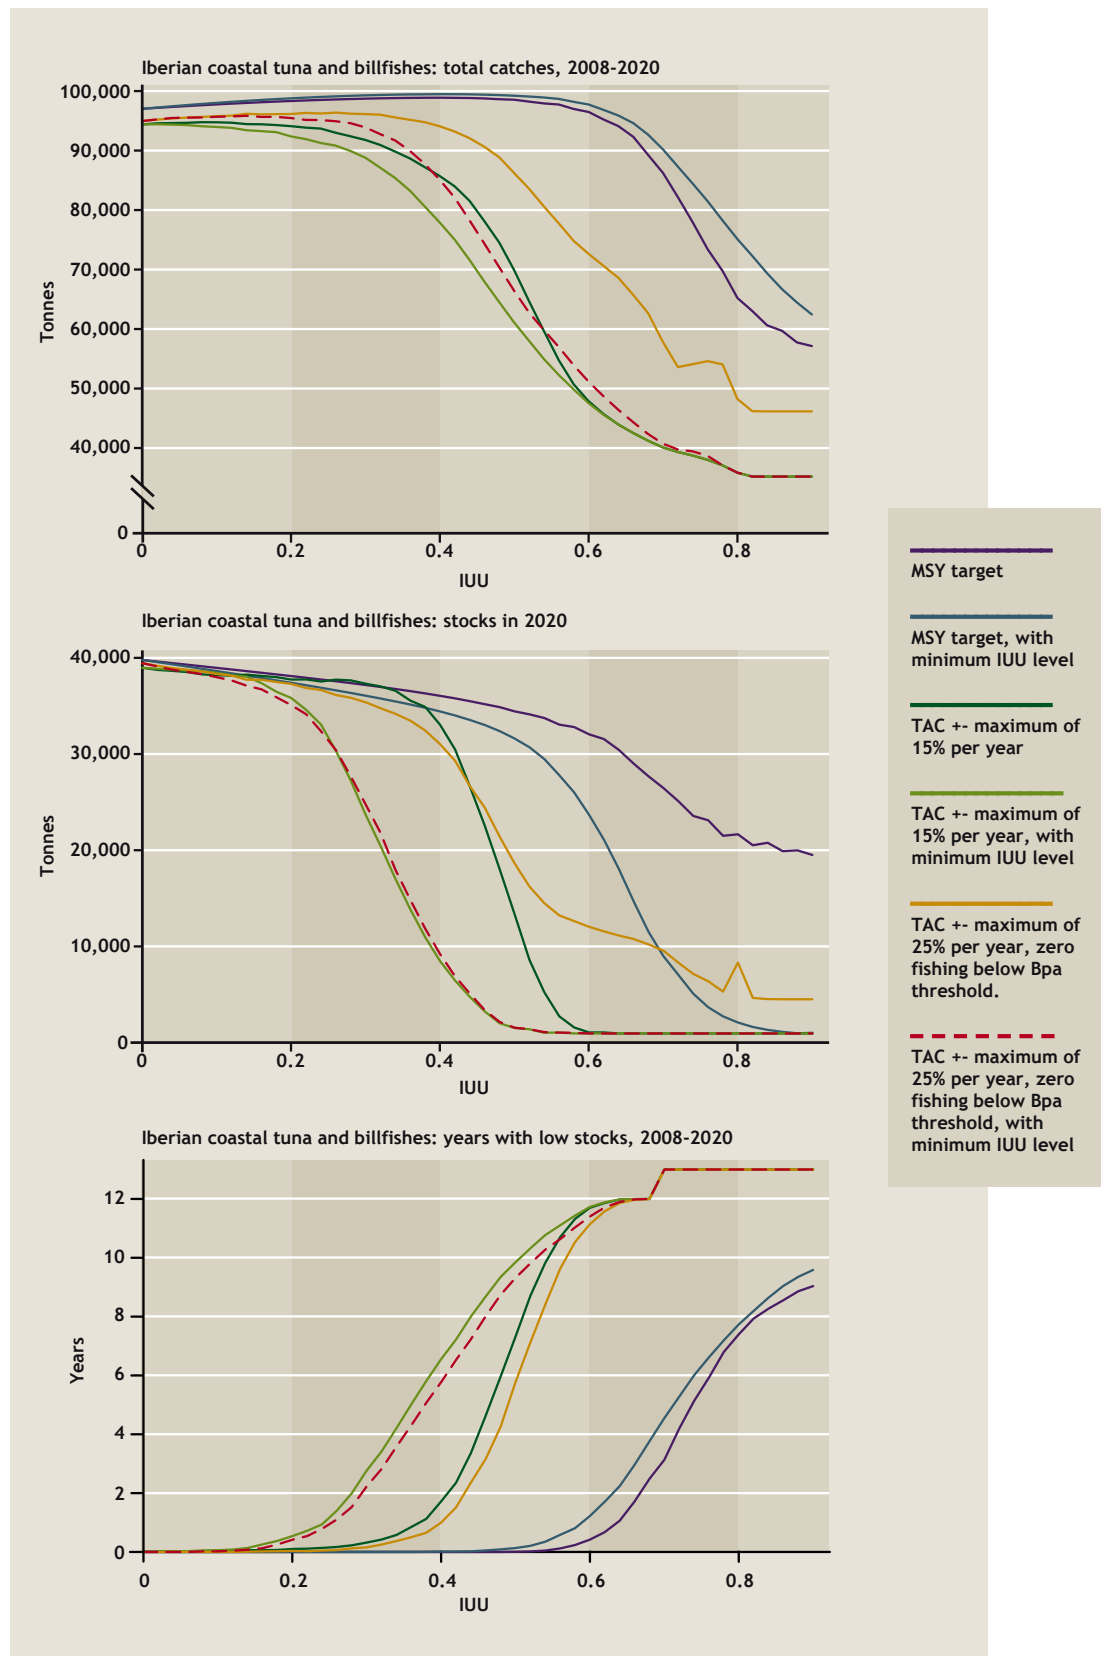 Iberian coastal tuna and billfishes: total catches, 2008-2020
100,000
90,000
80,000
70,000
60,000
50,000
40,000
0
Tonnes
0 0.2 0.4 0.6 0.8
IUU
Iberian coastal tuna and billfishes: stocks in 2020
40,000
30,000
20,000
10,000
0
Tonnes
0 0.2 0.4 0.6 0.8
IUU
Iberian coastal tuna and billfishes: years with low stocks, 2008-2020
12
10
8
6
4
2
0
Years
0 0.2 0.4 0.6 0.8
IUU
MSY target
MSY target, with
minimum IUU level
TAC +- maximum of
15% per year
TAC +- maximum of
15% per year, with
minimum IUU level
TAC +- maximum of
25% per year, zero
fishing below Bpa
threshold.
TAC +- maximum of
25% per year, zero
fishing below Bpa
threshold, with
minimum IUU level